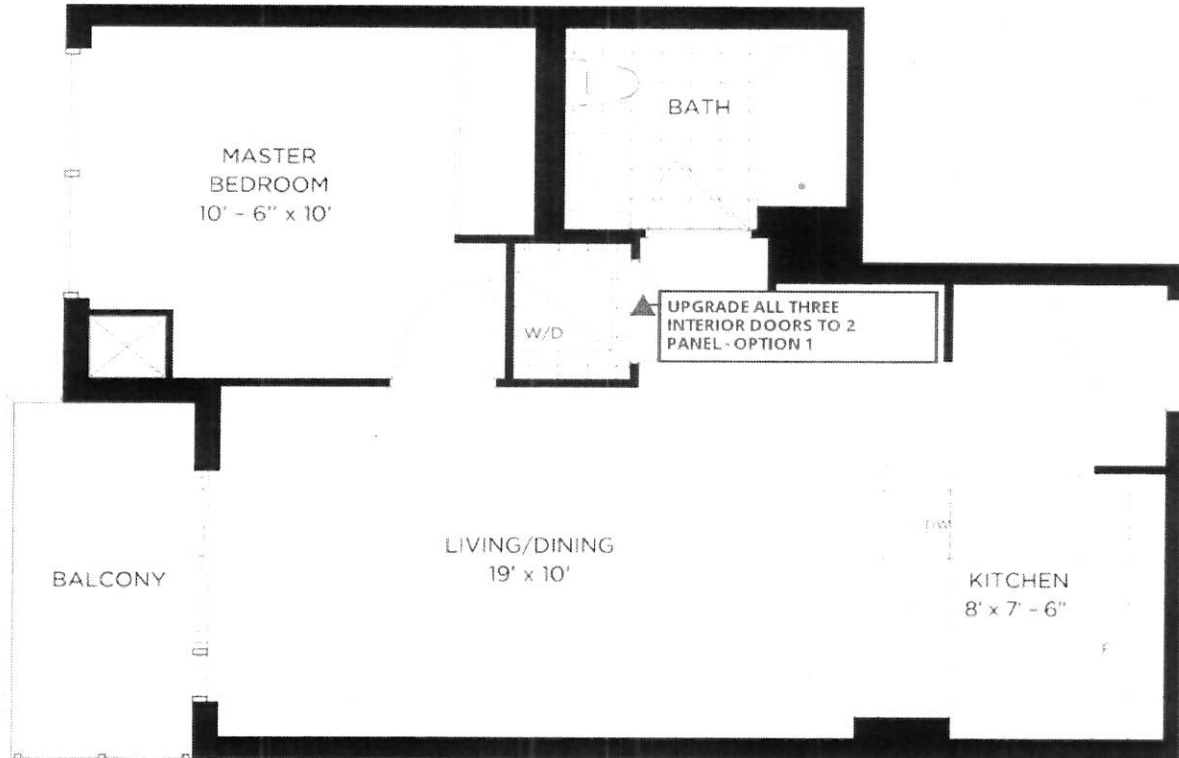 BATH
MASTER
BEDROOM
10' - 6" x 10'
W/D
UPGRADE ALL THREE
INTERIOR DOORS TO 2
PANEL - OPTION 1
DW
LIVING/DINING
19' x 10'
BALCONY
KITCHEN
8' x 7' - 6"
F